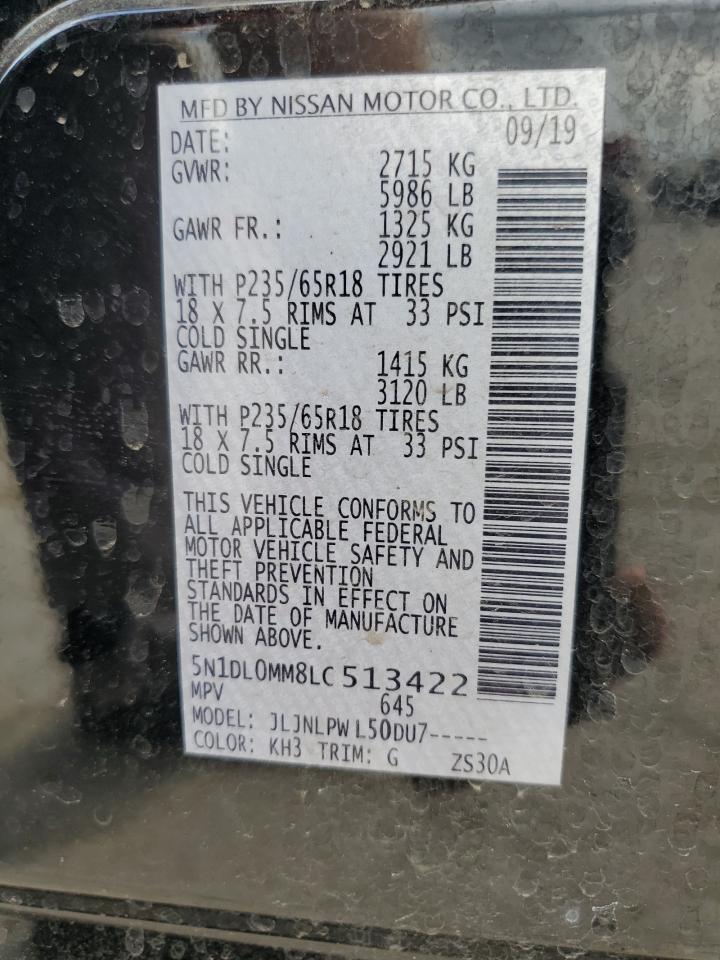 MFD BY NISSAN MOTOR CO., LTD.
DATE: 09/19
GVWR: 2715 KG
5986 LB
GAWR FR.: 1325 KG
2921 LB
WITH P235/65R18 TIRES
18 X 7.5 RIMS AT 33 PSI
COLD SINGLE
GAWR RR.: 1415 KG
3120 LB
WITH P235/65R18 TIRES
18 X 7.5 RIMS AT 33 PSI
COLD SINGLE
THIS VEHICLE CONFORMS TO
ALL APPLICABLE FEDERAL
MOTOR VEHICLE SAFETY AND
THEFT PREVENTION
STANDARDS IN EFFECT ON
THE DATE OF MANUFACTURE
SHOWN ABOVE.
5N1DL0MM8LC 513422
MPV 645
MODEL: JLJNLPW L50DU7-----
COLOR: KH3 TRIM: G ZS30A